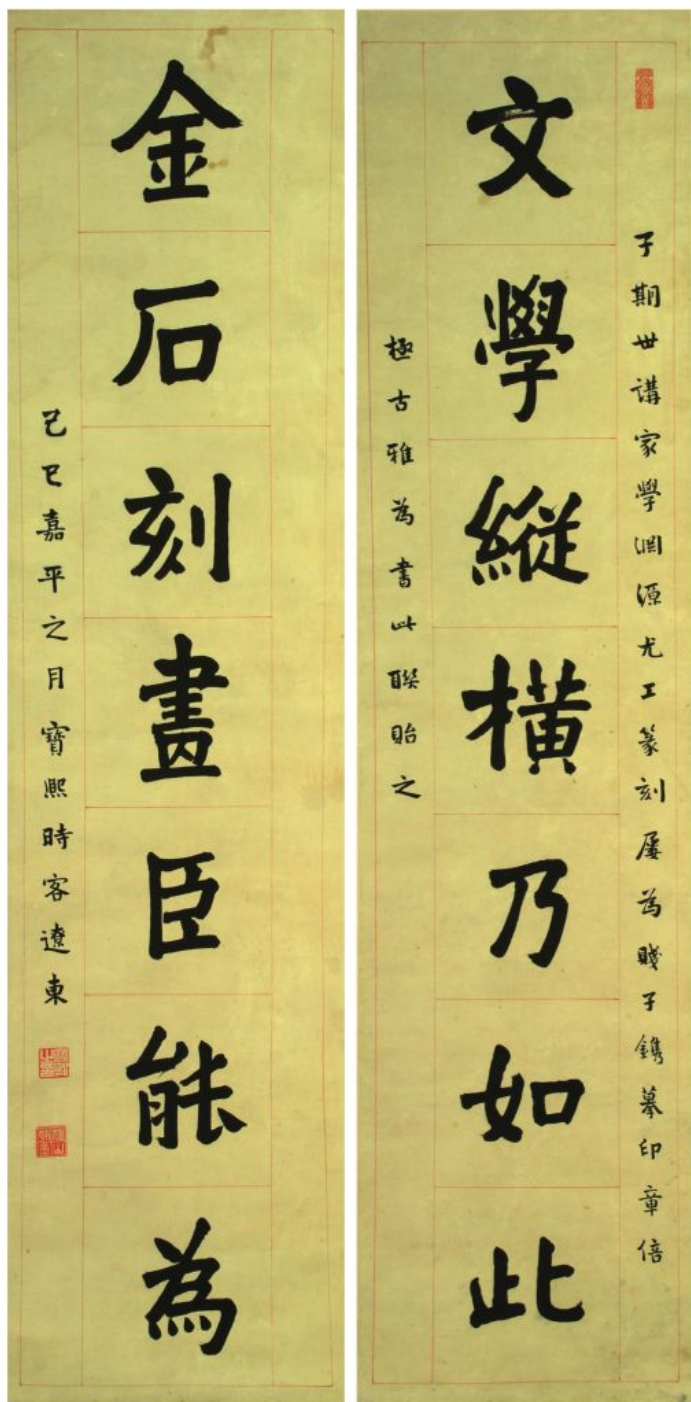 子期世講家學淵源尤工篆刻屢為賤子鐫摹印章倍
文學縱橫乃如此
極古雅為書此聯貽之
金石刻畫臣能為
己巳嘉平之月寶熙時客遼東